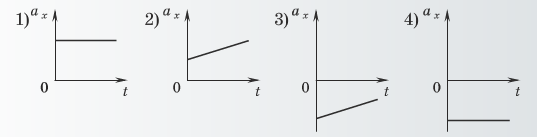 1) a x 2) a x 3) a x 4) a x
0 0 0 0
t t t t